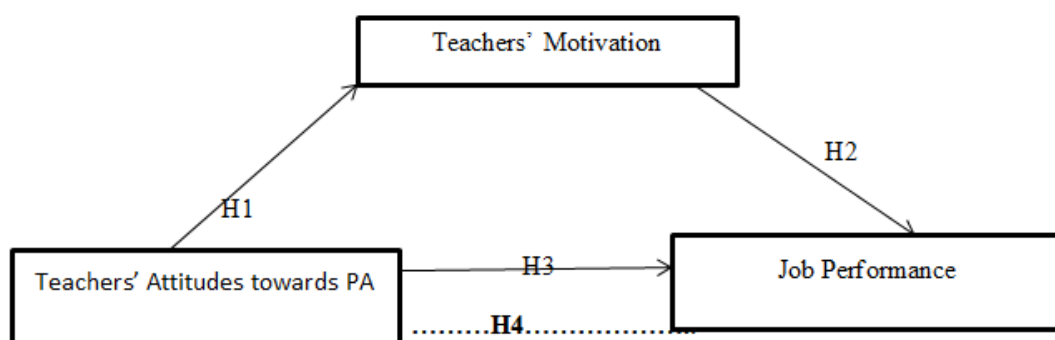 Teachers’ Motivation
H2
H1
H3
Teachers’ Attitudes towards PA
Job Performance
……..H4……………..